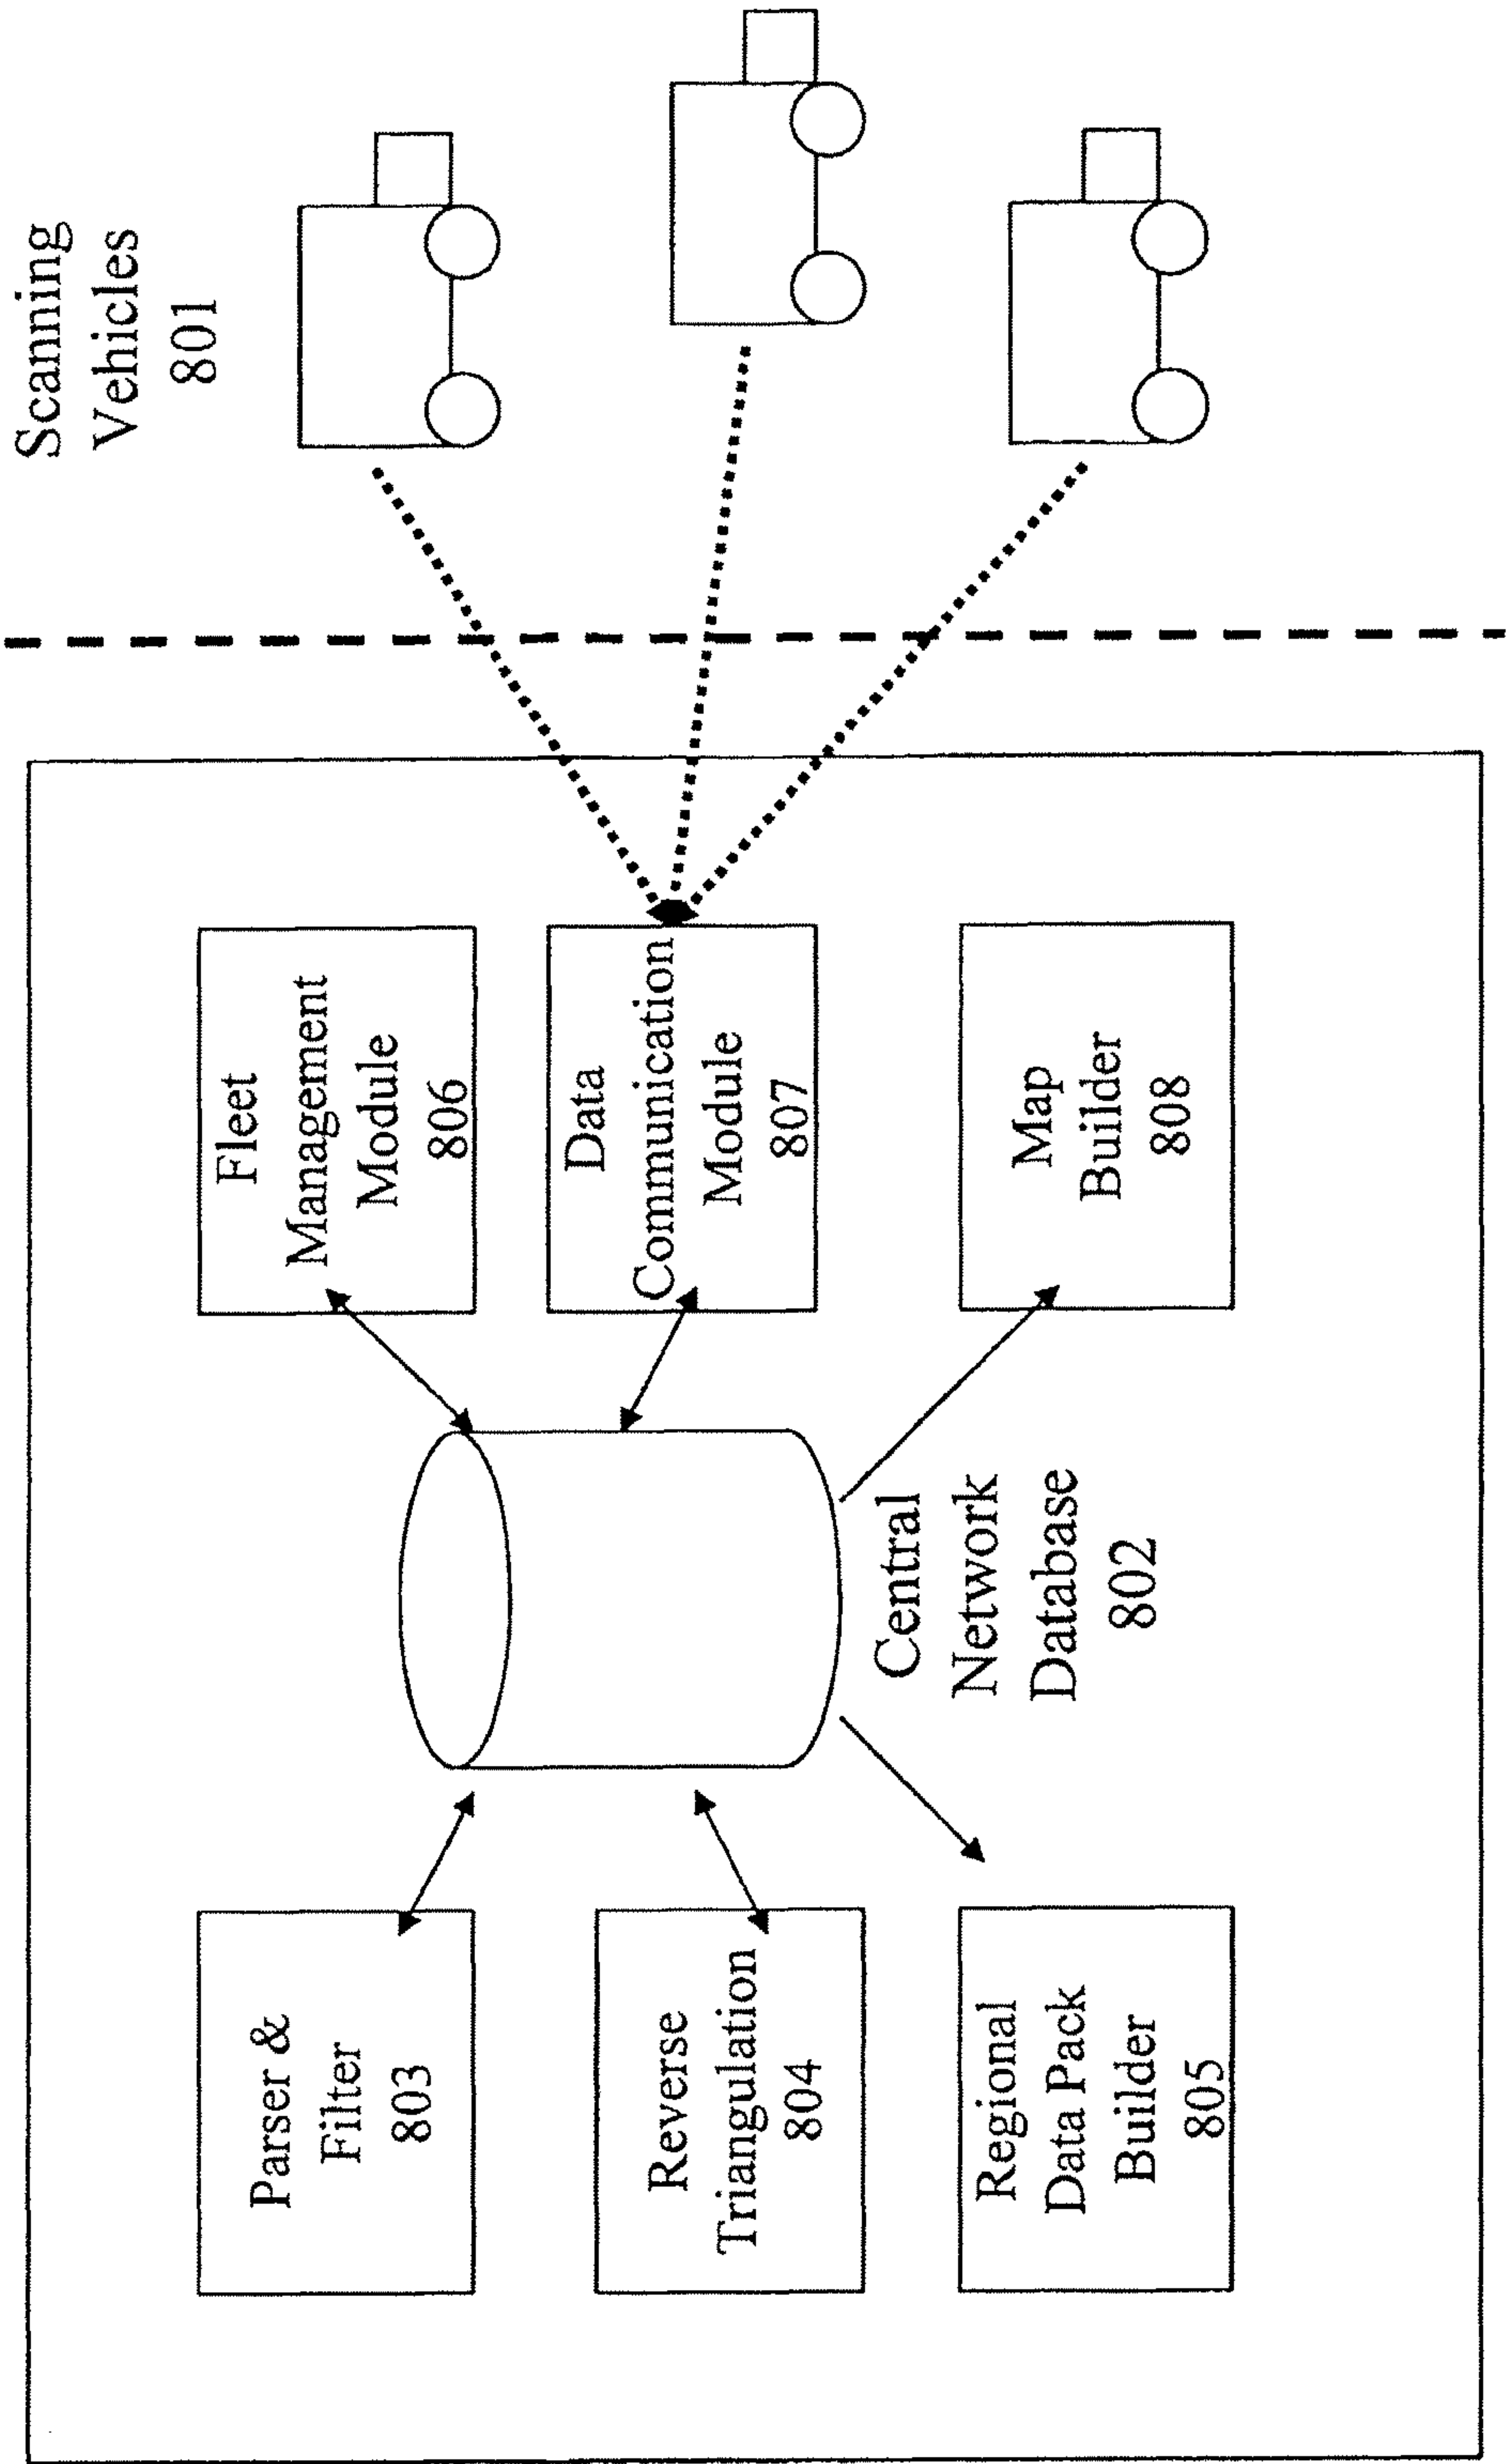 Scanning
Vehicles
801
Parser &
Filter
803
Reverse
Triangulation
804
Regional
Data Pack
Builder
805
Central
Network
Database
802
Fleet
Management
Module
806
Data
Communication
Module
807
Map
Builder
808